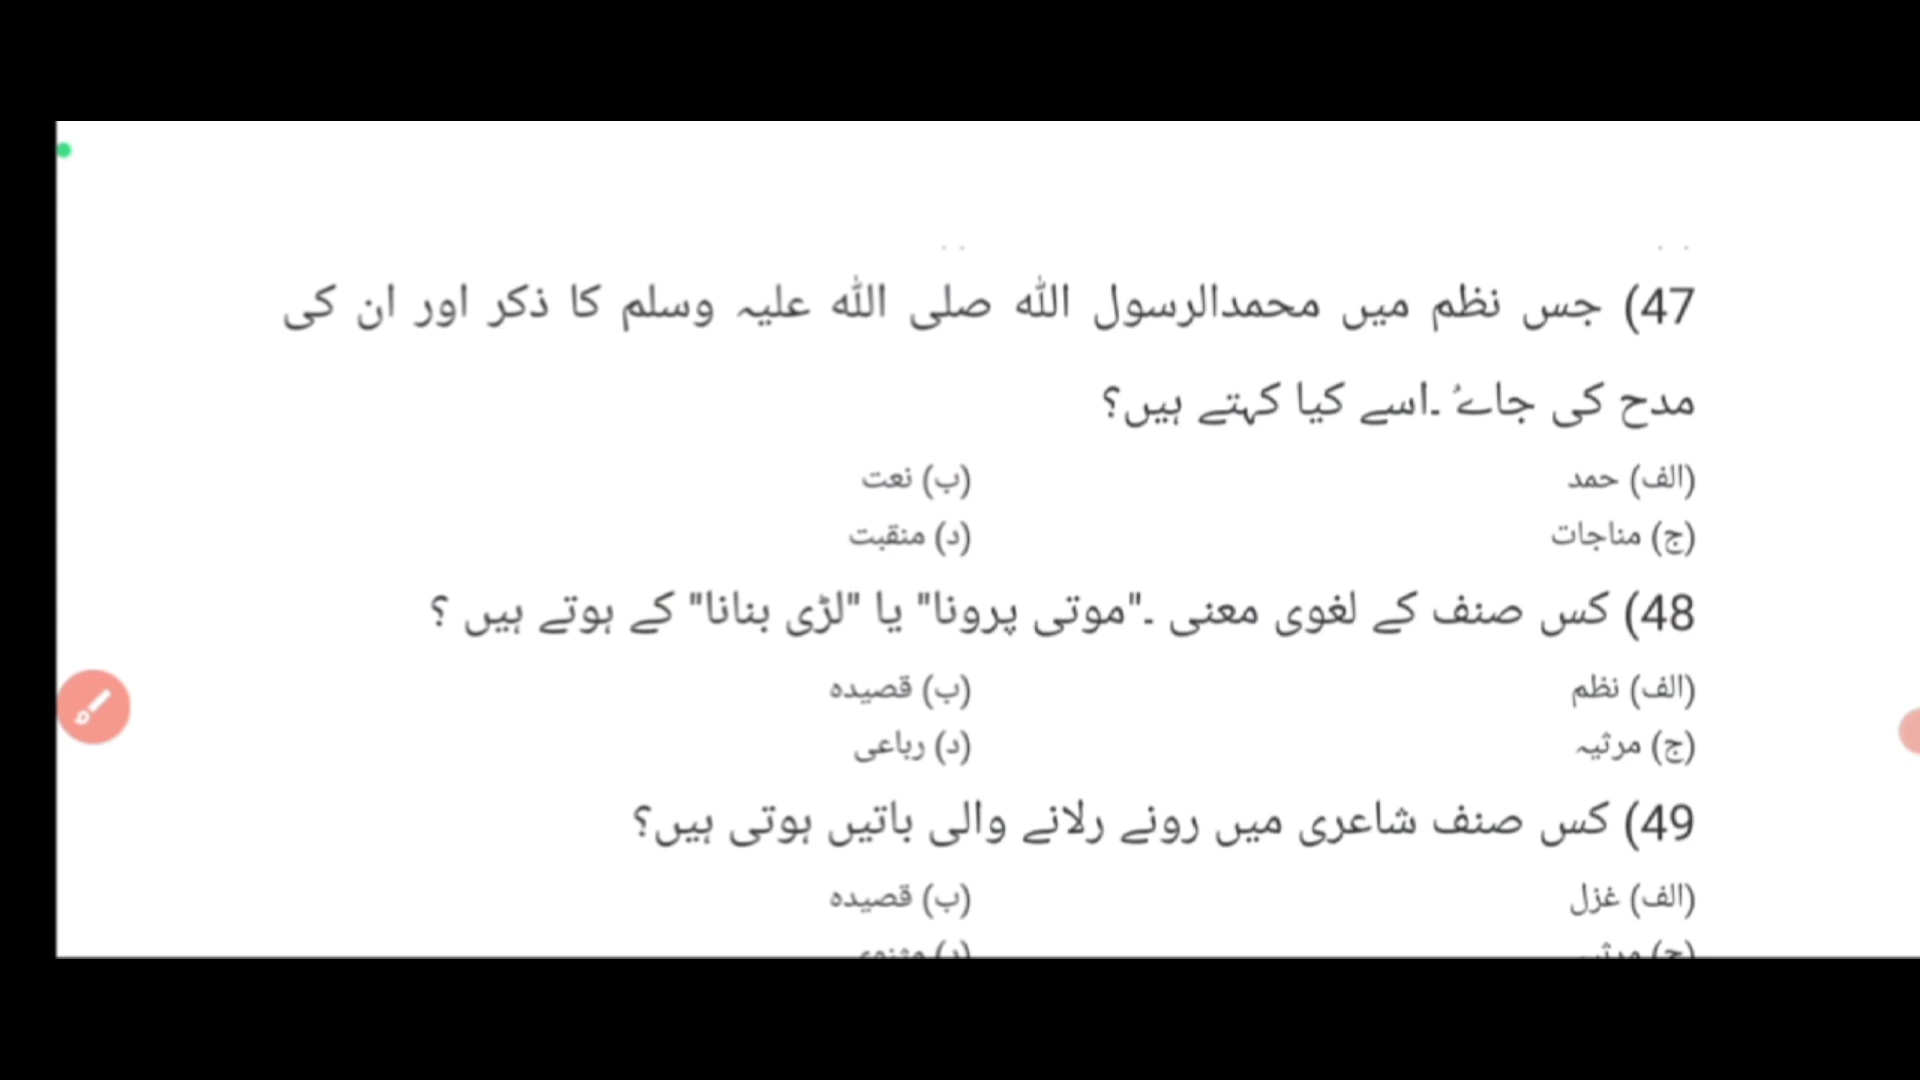 47) جس نظم میں محمدالرسول اللّٰہ صلی اللّٰہ علیہ وسلم کا ذکر اور ان کی
مدح کی جاےُ ۔اسے کیا کہتے ہیں؟
(الف) حمد (ب) نعت
(ج) مناجات (د) منقبت
48) کس صنف کے لغوی معنی ۔"موتی پرونا" یا "لڑی بنانا" کے ہوتے ہیں ؟
(الف) نظم (ب) قصیدہ
(ج) مرثیہ (د) رباعی
49) کس صنف شاعری میں رونے رلانے والی باتیں ہوتی ہیں؟
(الف) غزل (ب) قصیدہ